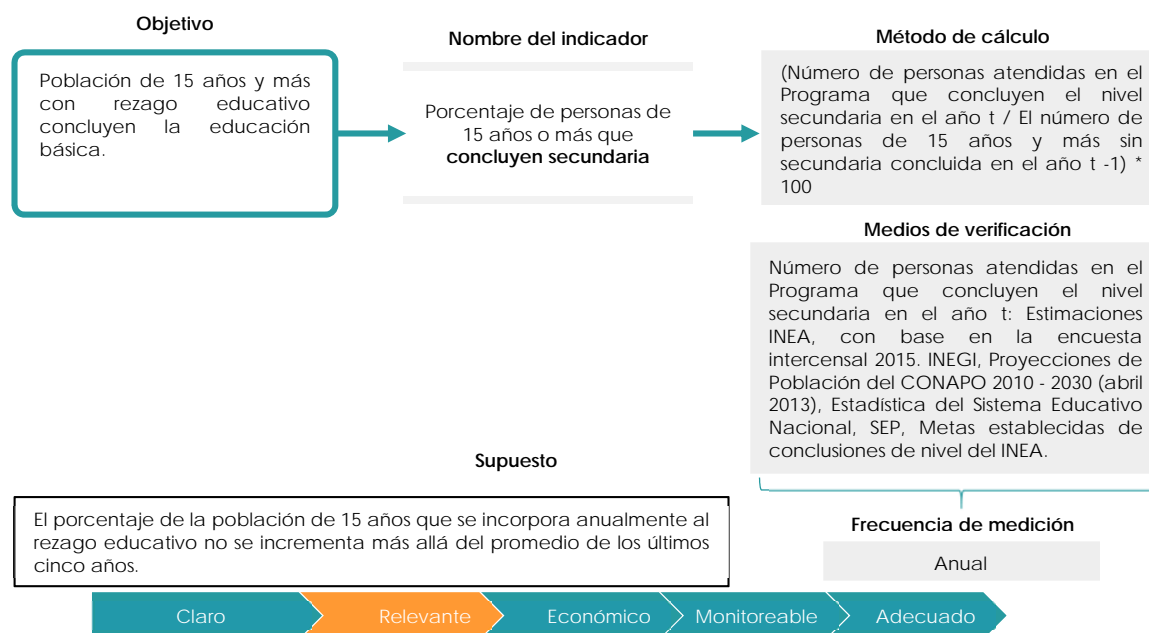 Objetivo
Población de 15 años y más
con rezago educativo
concluyen la educación
básica.
Nombre del indicador
Porcentaje de personas de
15 años o más que
concluyen secundaria
Método de cálculo
(Número de personas atendidas en el
Programa que concluyen el nivel
secundaria en el año t / El número de
personas de 15 años y más sin
secundaria concluida en el año t -1) *
100
Medios de verificación
Número de personas atendidas en el
Programa que concluyen el nivel
secundaria en el año t: Estimaciones
INEA, con base en la encuesta
intercensal 2015. INEGI, Proyecciones de
Población del CONAPO 2010 - 2030 (abril
2013), Estadística del Sistema Educativo
Nacional, SEP, Metas establecidas de
conclusiones de nivel del INEA.
Supuesto
El porcentaje de la población de 15 años que se incorpora anualmente al
rezago educativo no se incrementa más allá del promedio de los últimos
cinco años.
Frecuencia de medición
Anual
Claro
Relevante
Económico
Monitoreable
Adecuado